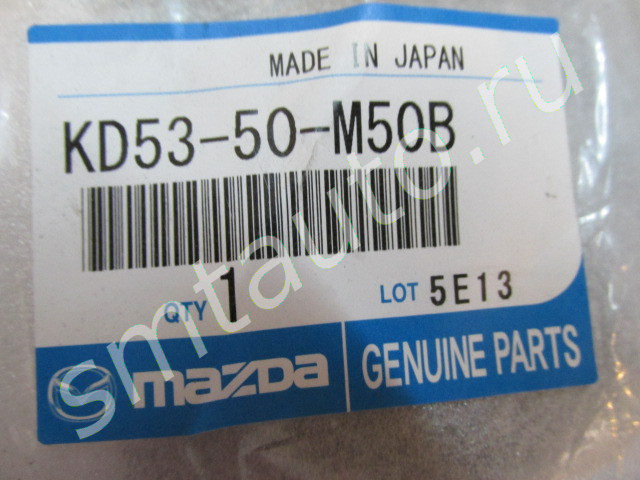 MADE IN JAPAN
KD53-50-M50B
QTY 1 LOT 5E13
mazda GENUINE PARTS
smtauto.ru